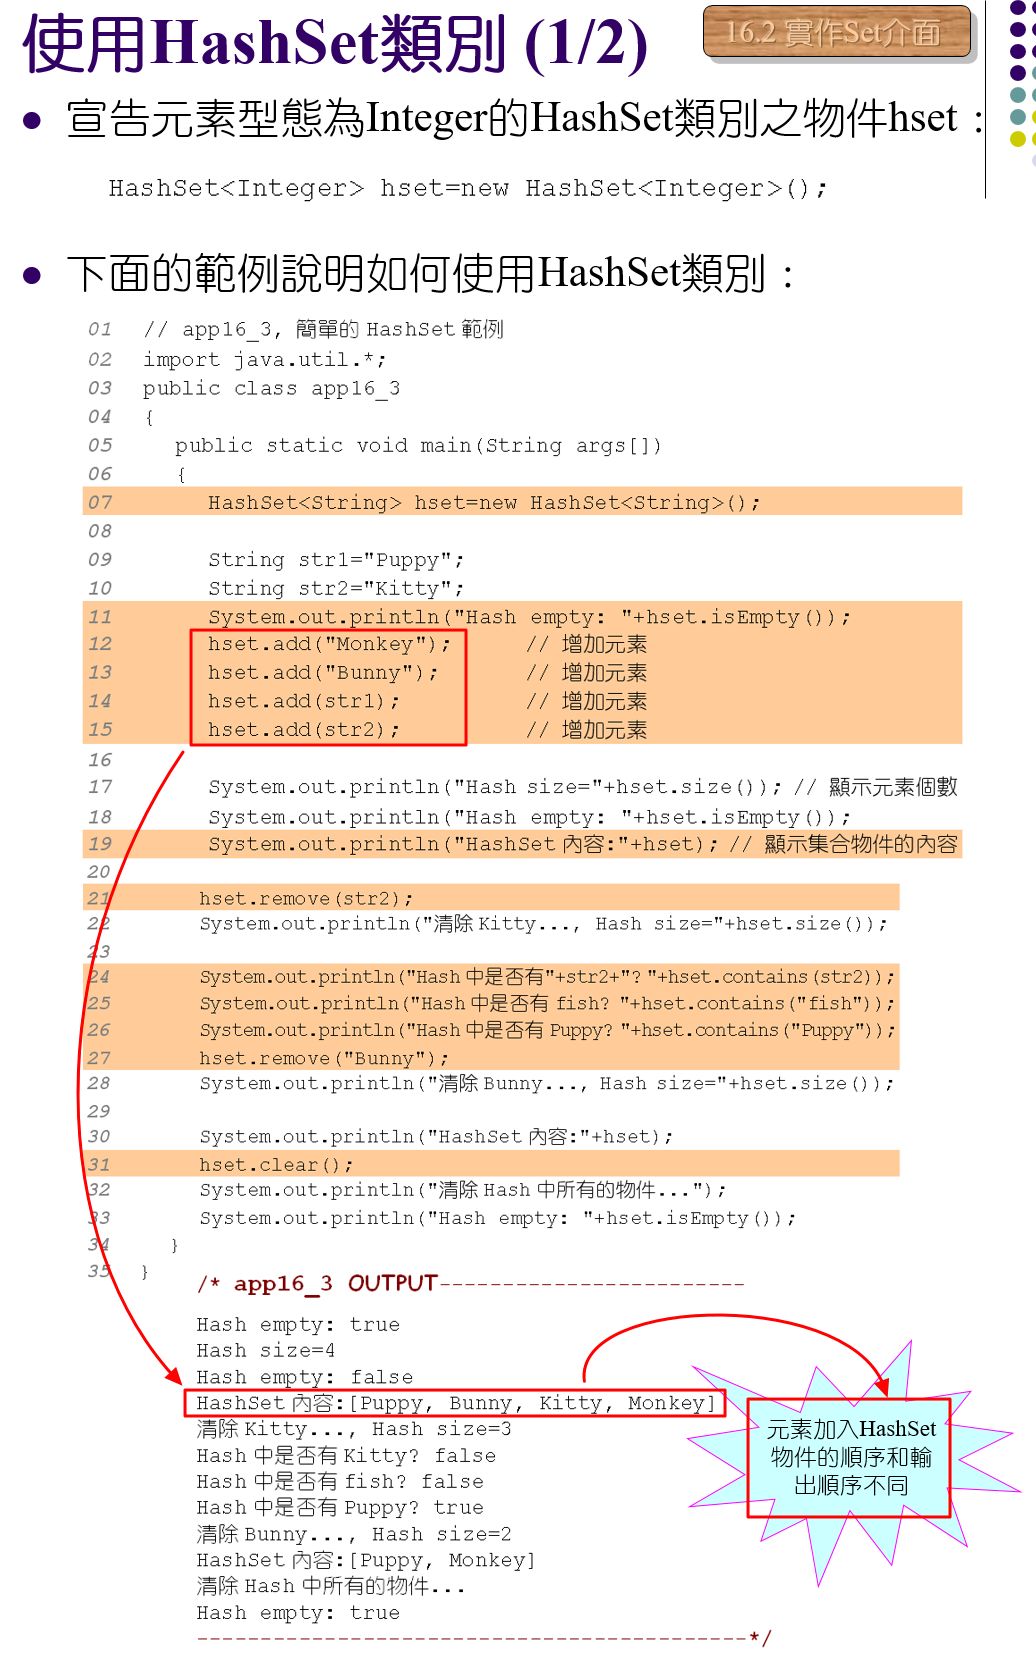 使用HashSet類別 (1/2)
16.2 實作Set介面
● 宣告元素型態為Integer的HashSet類別之物件hset：
HashSet<Integer> hset=new HashSet<Integer>();
● 下面的範例說明如何使用HashSet類別：
01 // app16_3, 簡單的 HashSet 範例
02 import java.util.*;
03 public class app16_3
04 {
05 public static void main(String args[])
06 {
07 HashSet<String> hset=new HashSet<String>();
08
09 String str1="Puppy";
10 String str2="Kitty";
11 System.out.println("Hash empty: "+hset.isEmpty());
12 hset.add("Monkey"); // 增加元素
13 hset.add("Bunny"); // 增加元素
14 hset.add(str1); // 增加元素
15 hset.add(str2); // 增加元素
16
17 System.out.println("Hash size="+hset.size()); // 顯示元素個數
18 System.out.println("Hash empty: "+hset.isEmpty());
19 System.out.println("HashSet 內容:"+hset); // 顯示集合物件的內容
20
21 hset.remove(str2);
22 System.out.println("清除 Kitty..., Hash size="+hset.size());
23
24 System.out.println("Hash 中是否有"+str2+"? "+hset.contains(str2));
25 System.out.println("Hash 中是否有 fish? "+hset.contains("fish"));
26 System.out.println("Hash 中是否有 Puppy? "+hset.contains("Puppy"));
27 hset.remove("Bunny");
28 System.out.println("清除 Bunny..., Hash size="+hset.size());
29
30 System.out.println("HashSet 內容:"+hset);
31 hset.clear();
32 System.out.println("清除 Hash 中所有的物件...");
33 System.out.println("Hash empty: "+hset.isEmpty());
34 }
35 }
/* app16_3 OUTPUT------------------------
Hash empty: true
Hash size=4
Hash empty: false
HashSet 內容:[Puppy, Bunny, Kitty, Monkey]
清除 Kitty..., Hash size=3
Hash 中是否有 Kitty? false
Hash 中是否有 fish? false
Hash 中是否有 Puppy? true
清除 Bunny..., Hash size=2
HashSet 內容:[Puppy, Monkey]
清除 Hash 中所有的物件...
Hash empty: true
-------------------------------------------*/
元素加入HashSet
物件的順序和輸
出順序不同